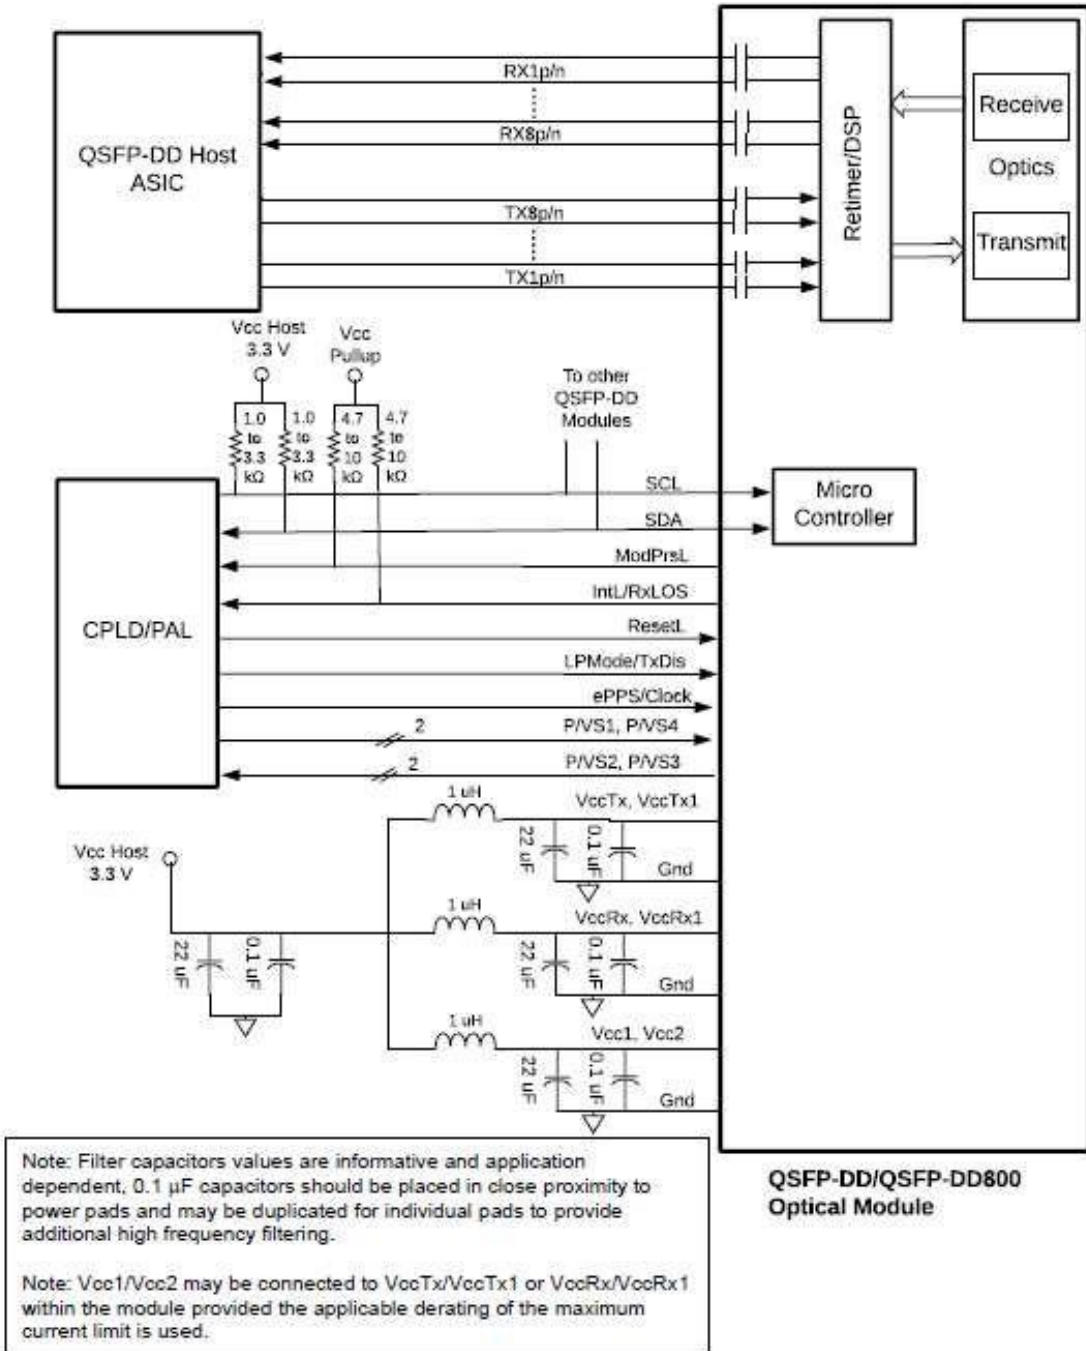 QSFP-DD Host
ASIC
RX1p/n
RX8p/n
TX8p/n
TX1p/n
Retimer/DSP
Receive
Optics
Transmit
Vcc Host
3.3 V
Vcc
Pullup
1.0
to
3.3
kΩ
1.0
to
3.3
kΩ
4.7
to
10
kΩ
4.7
to
10
kΩ
To other
QSFP-DD
Modules
CPLD/PAL
SCL
SDA
ModPrsL
IntL/RxLOS
ResetL
LPMode/TxDis
ePPS/Clock
2
P/VS1, P/VS4
2
P/VS2, P/VS3
Micro
Controller
Vcc Host
3.3 V
22 uF
0.1 uF
1 uH
VccTx, VccTx1
22 uF
0.1 uF
Gnd
1 uH
VccRx, VccRx1
22 uF
0.1 uF
Gnd
1 uH
Vcc1, Vcc2
22 uF
0.1 uF
Gnd
QSFP-DD/QSFP-DD800
Optical Module
Note: Filter capacitors values are informative and application
dependent, 0.1 µF capacitors should be placed in close proximity to
power pads and may be duplicated for individual pads to provide
additional high frequency filtering.
Note: Vcc1/Vcc2 may be connected to VccTx/VccTx1 or VccRx/VccRx1
within the module provided the applicable derating of the maximum
current limit is used.